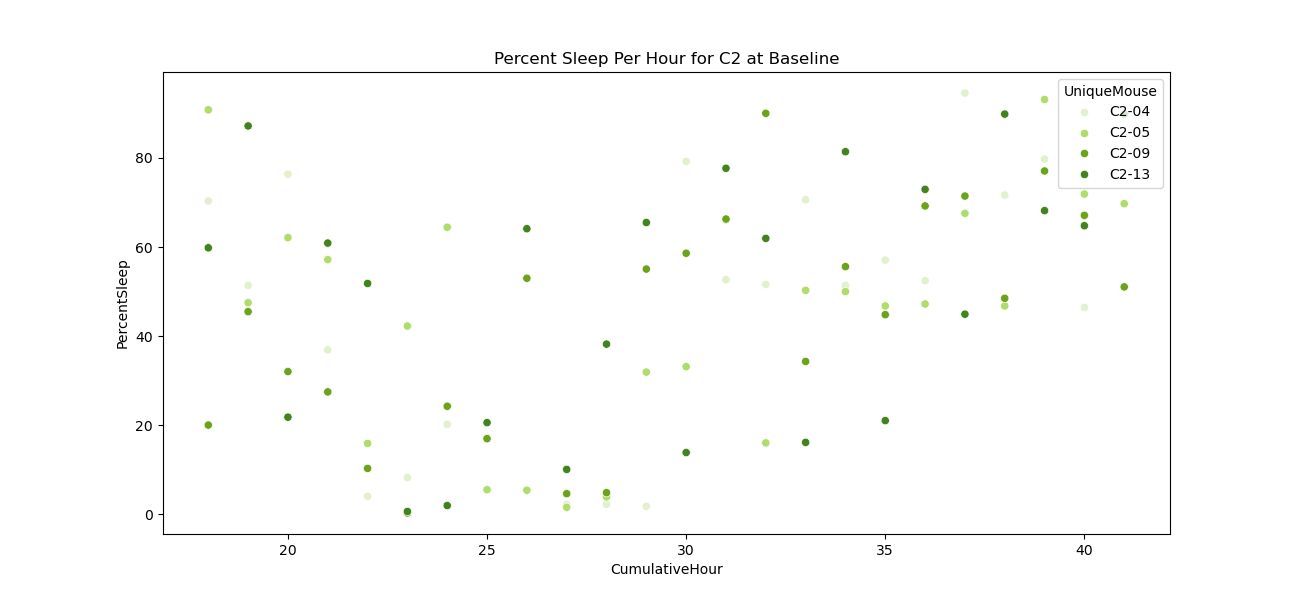 Percent Sleep Per Hour for C2 at Baseline
UniqueMouse
C2-04
C2-05
C2-09
C2-13
PercentSleep
80
60
40
20
0
20
25
30
35
40
CumulativeHour